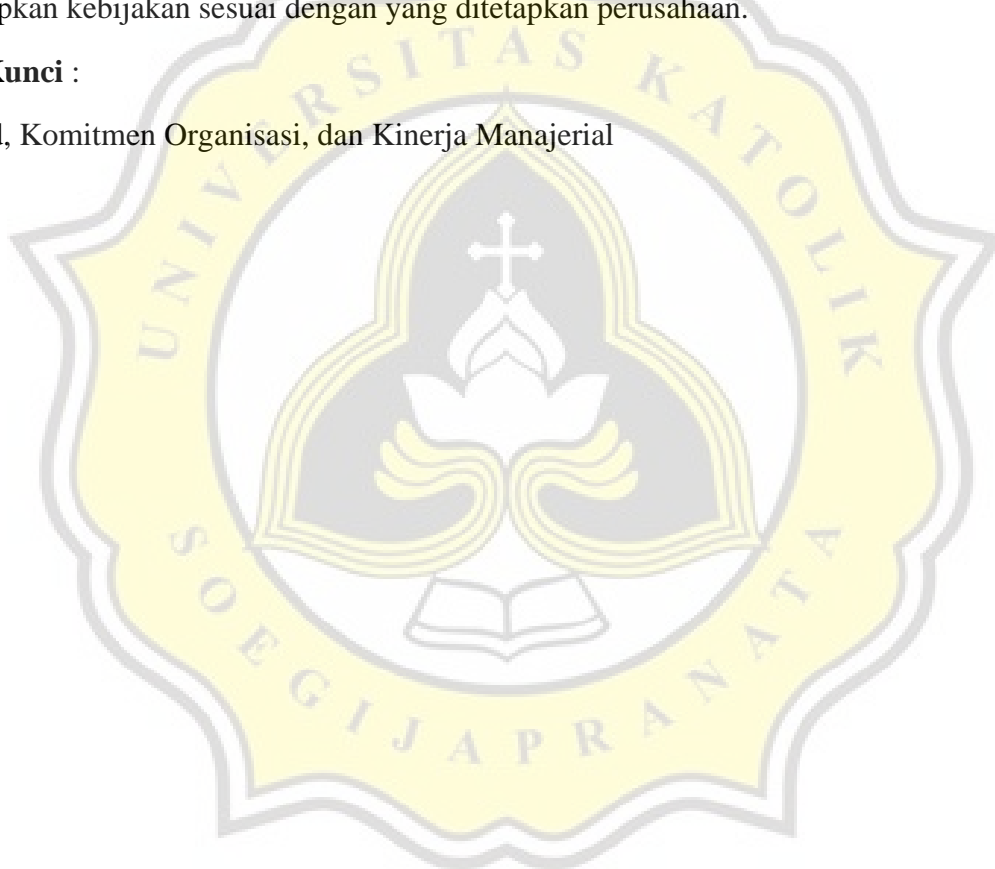 pkan kebijakan sesuai dengan yang ditetapkan perusahaan.
Kunci :
l, Komitmen Organisasi, dan Kinerja Manajerial
UNIVERSITAS KATOLIK
SOEGIJAPRANATA